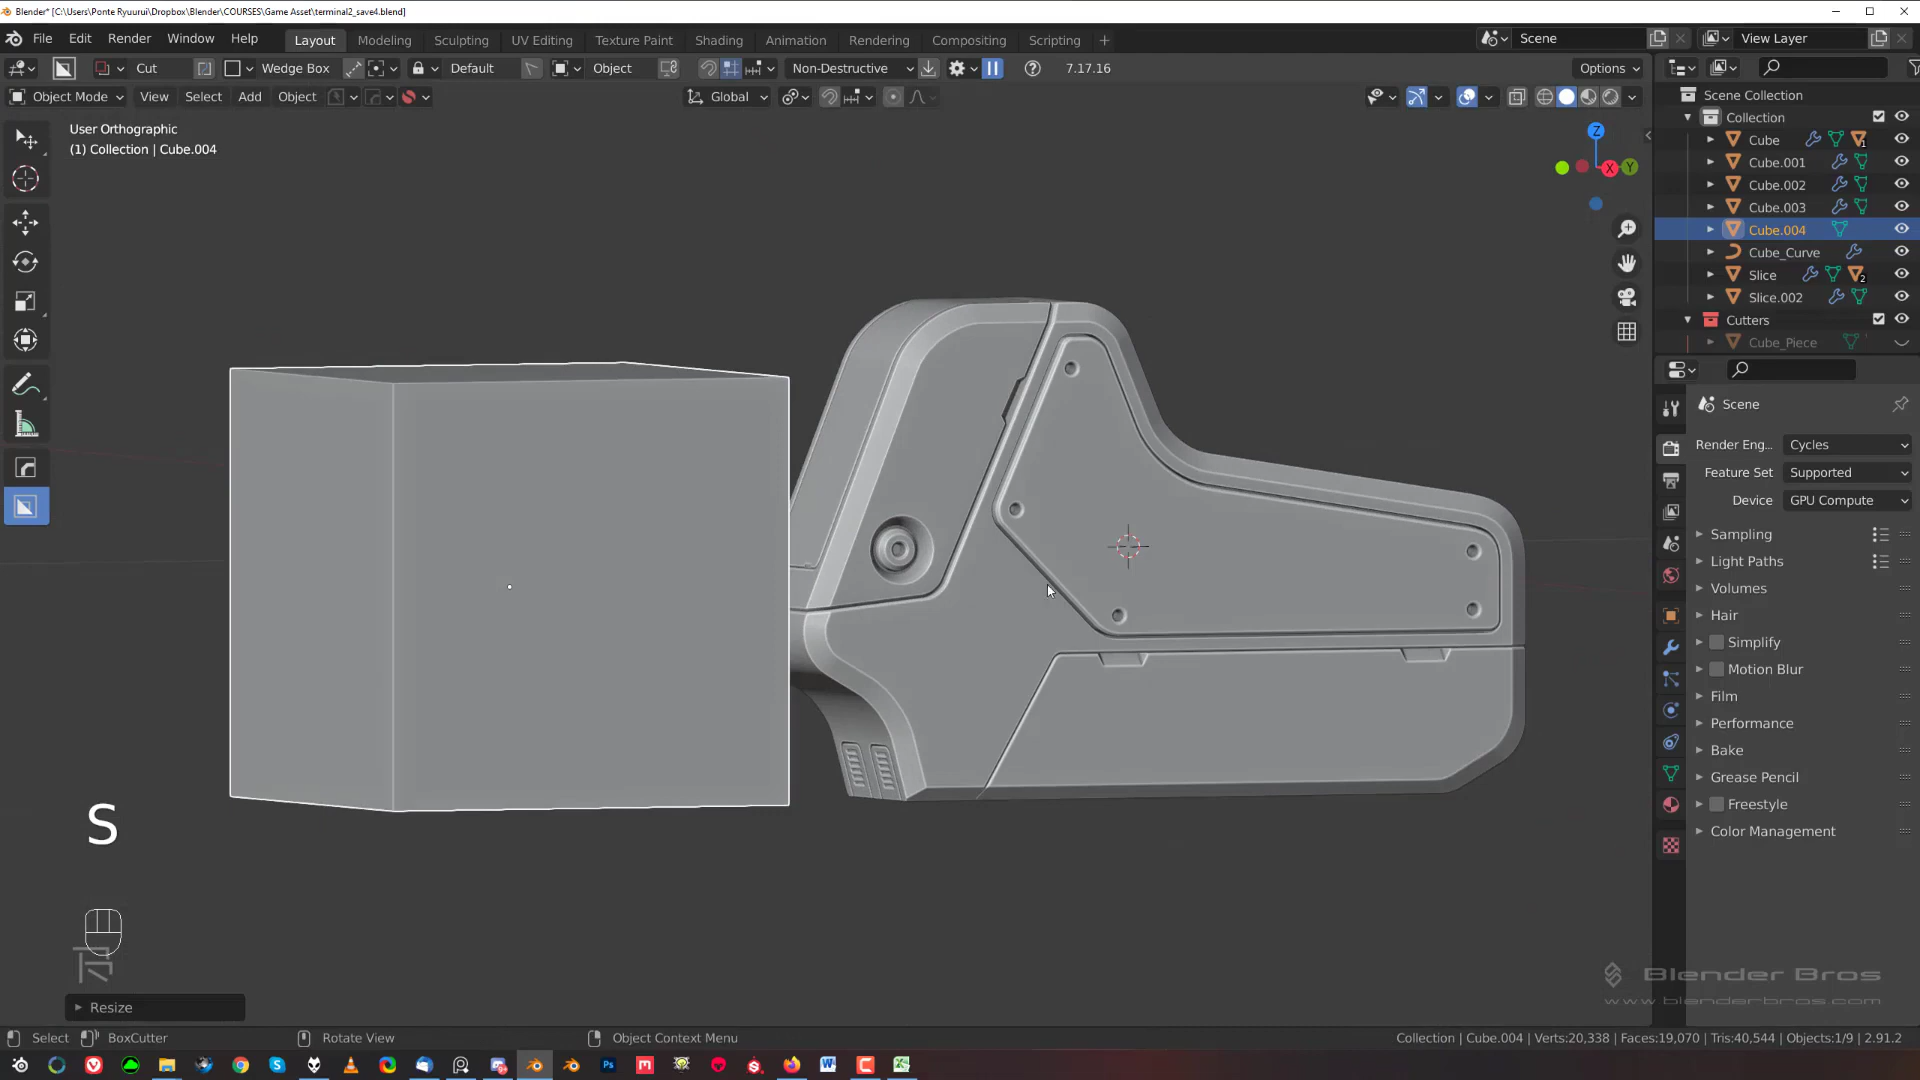 Blender* [C:\Users\Ponte Ryuurui\Dropbox\Blender\COURSES\Game Asset\terminal2_save4.blend]
File Edit Render Window Help Layout Modeling Sculpting UV Editing Texture Paint Shading Animation Rendering Compositing Scripting + Scene View Layer
Cut Wedge Box Default Object Non-Destructive 7.17.16 Options
Object Mode View Select Add Object Global
User Orthographic
(1) Collection | Cube.004
Z
X
Y
Scene Collection
Collection
Cube
1
Cube.001
Cube.002
Cube.003
Cube.004
Cube_Curve
Slice
2
Slice.002
Cutters
Cube_Piece
Scene
Render Eng... Cycles
Feature Set Supported
Device GPU Compute
Sampling
Light Paths
Volumes
Hair
Simplify
Motion Blur
Film
Performance
Bake
Grease Pencil
Freestyle
Color Management
S
Resize
Blender Bros
www.blenderbros.com
Select BoxCutter Rotate View Object Context Menu
Collection | Cube.004 | Verts:20,338 | Faces:19,070 | Tris:40,544 | Objects:1/9 | 2.91.2